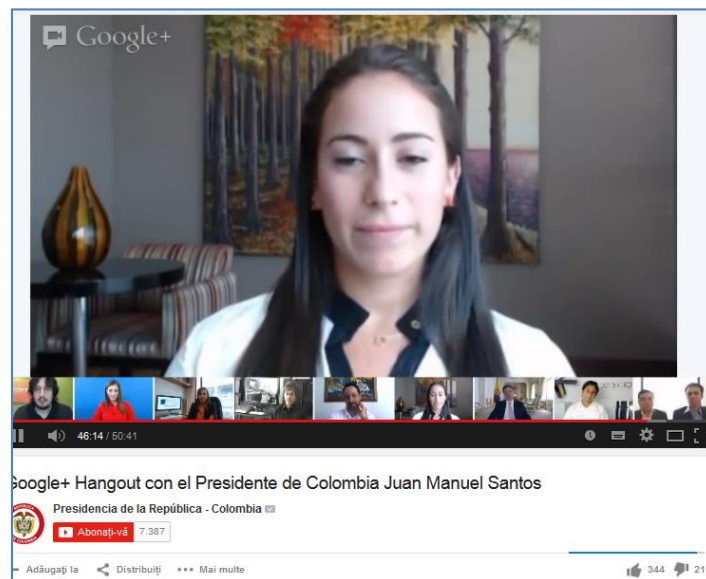 Google+
46:14 / 50:41
Google+ Hangout con el Presidente de Colombia Juan Manuel Santos
Presidencia de la República - Colombia
Abonați-vă 7.387
Adăugați la Distribuiți Mai multe 344 21